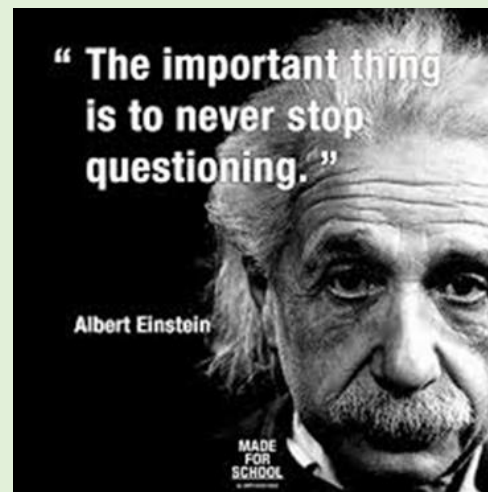 “ The important thing
is to never stop
questioning. ”
Albert Einstein
MADE
FOR
SCHOOL